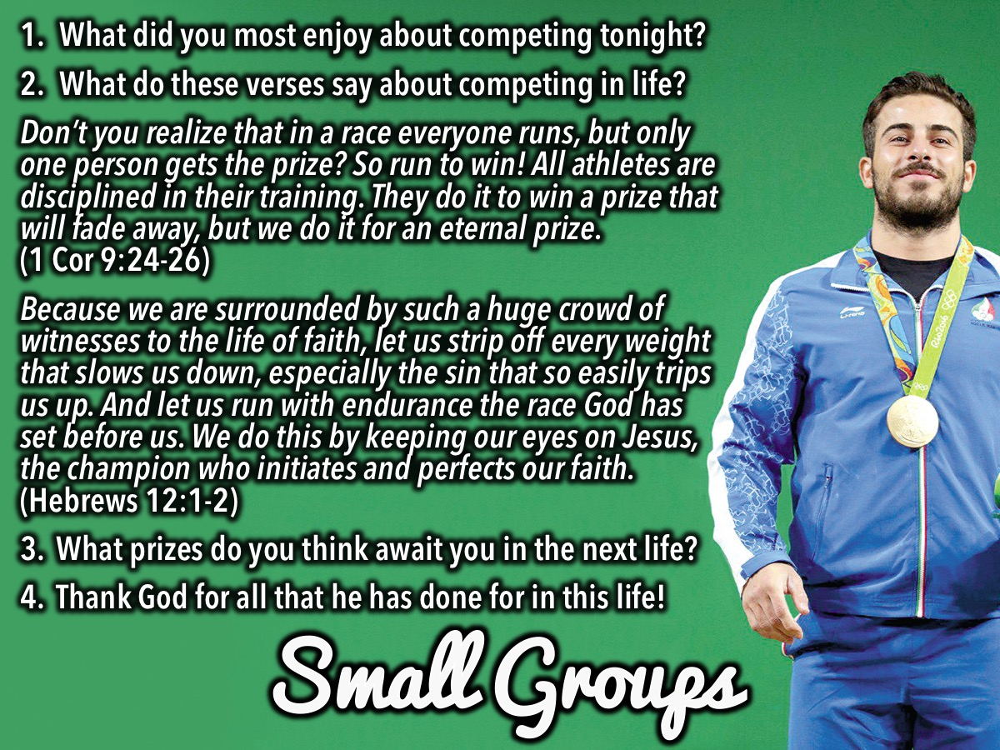 1. What did you most enjoy about competing tonight?
2. What do these verses say about competing in life?
Don't you realize that in a race everyone runs, but only
one person gets the prize? So run to win! All athletes are
disciplined in their training. They do it to win a prize that
will fade away, but we do it for an eternal prize.
(1 Cor 9:24-26)
Because we are surrounded by such a huge crowd of
witnesses to the life of faith, let us strip off every weight
that slows us down, especially the sin that so easily trips
us up. And let us run with endurance the race God has
set before us. We do this by keeping our eyes on Jesus,
the champion who initiates and perfects our faith.
(Hebrews 12:1-2)
3. What prizes do you think await you in the next life?
4. Thank God for all that he has done for in this life!
Small Groups
LI-NING
Rio2016